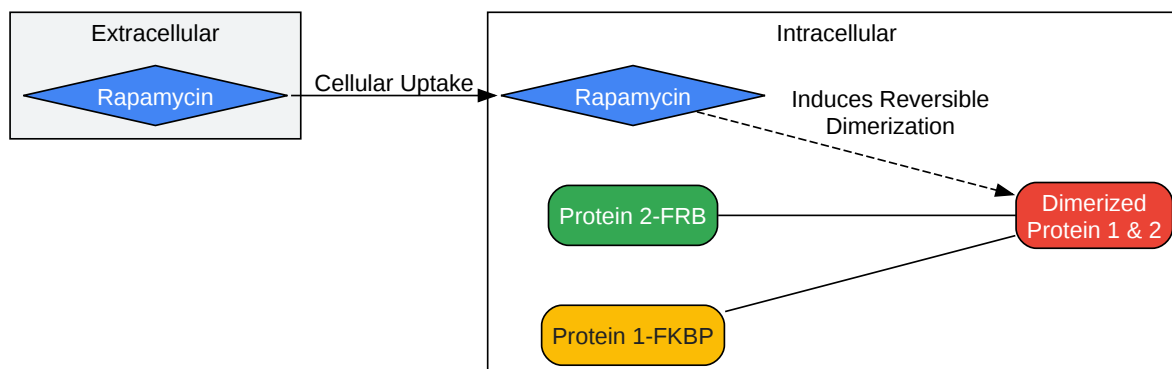 Extracellular
Intracellular
Rapamycin
Cellular Uptake
Rapamycin
Induces Reversible
Dimerization
Protein 2-FRB
Dimerized
Protein 1 & 2
Protein 1-FKBP